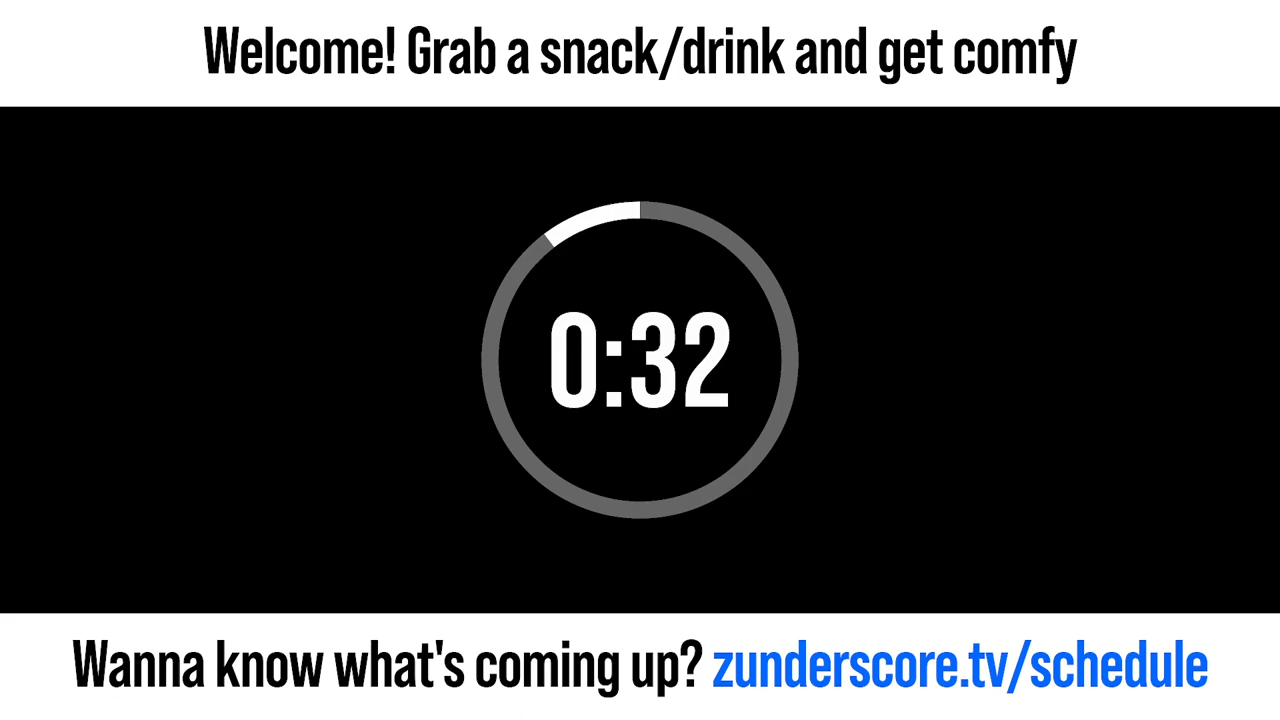 Welcome! Grab a snack/drink and get comfy
0:32
Wanna know what's coming up? zunderscore.tv/schedule